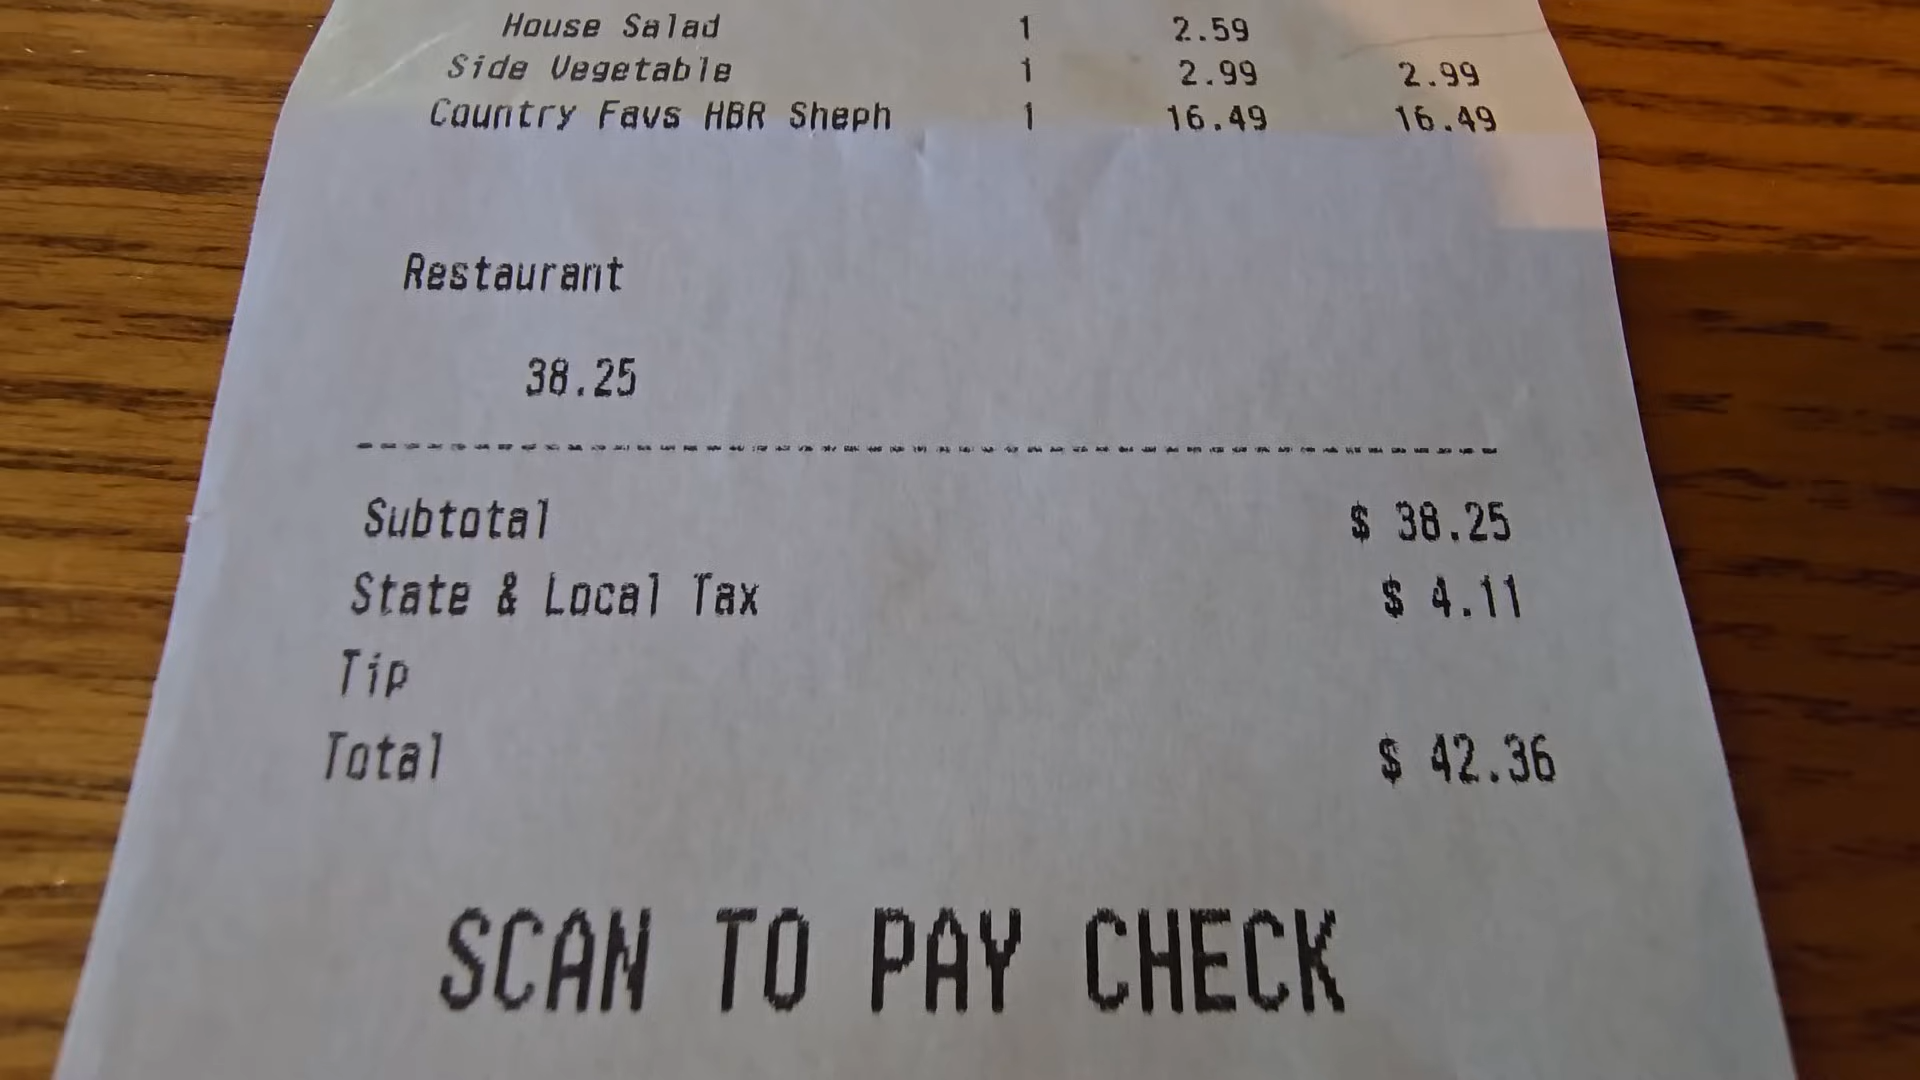 House Salad 1 2.59
Side Vegetable 1 2.99 2.99
Country Favs HBR Sheph 1 16.49 16.49
Restaurant
38.25
--------------------------------------------------
Subtotal $ 38.25
State & Local Tax $ 4.11
Tip
Total $ 42.36
SCAN TO PAY CHECK